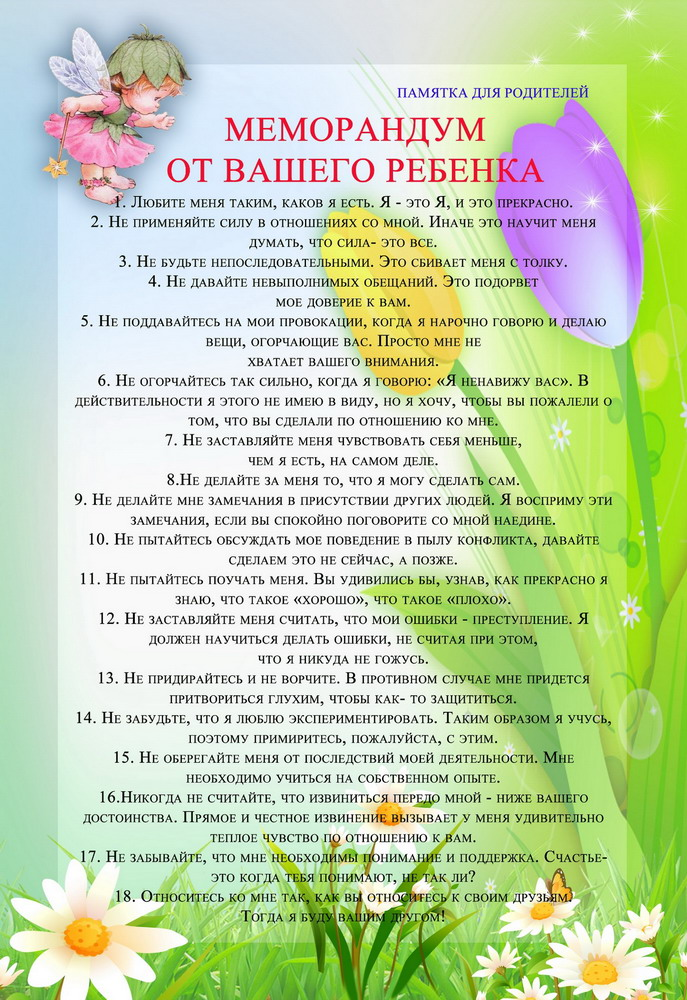 ПАМЯТКА ДЛЯ РОДИТЕЛЕЙ
МЕМОРАНДУМ
ОТ ВАШЕГО РЕБЕНКА
1. Любите меня таким, каков я есть. Я - это Я, и это прекрасно.
2. Не применяйте силу в отношениях со мной. Иначе это научит меня
думать, что сила- это все.
3. Не будьте непоследовательными. Это сбивает меня с толку.
4. Не давайте невыполнимых обещаний. Это подорвет
мое доверие к вам.
5. Не поддавайтесь на мои провокации, когда я нарочно говорю и делаю
вещи, огорчающие вас. Просто мне не
хватает вашего внимания.
6. Не огорчайтесь так сильно, когда я говорю: «Я ненавижу вас». В
действительности я этого не имею в виду, но я хочу, чтобы вы пожалели о
том, что вы сделали по отношению ко мне.
7. Не заставляйте меня чувствовать себя меньше,
чем я есть, на самом деле.
8.Не делайте за меня то, что я могу сделать сам.
9. Не делайте мне замечания в присутствии других людей. Я восприму эти
замечания, если вы спокойно поговорите со мной наедине.
10. Не пытайтесь обсуждать мое поведение в пылу конфликта, давайте
сделаем это не сейчас, а позже.
11. Не пытайтесь поучать меня. Вы удивились бы, узнав, как прекрасно я
знаю, что такое «хорошо», что такое «плохо».
12. Не заставляйте меня считать, что мои ошибки - преступление. Я
должен научиться делать ошибки, не считая при этом,
что я никуда не гожусь.
13. Не придирайтесь и не ворчите. В противном случае мне придется
притвориться глухим, чтобы как- то защититься.
14. Не забудьте, что я люблю экспериментировать. Таким образом я учусь,
поэтому примиритесь, пожалуйста, с этим.
15. Не оберегайте меня от последствий моей деятельности. Мне
необходимо учиться на собственном опыте.
16.Никогда не считайте, что извиниться передо мной - ниже вашего
достоинства. Прямое и честное извинение вызывает у меня удивительно
теплое чувство по отношению к вам.
17. Не забывайте, что мне необходимы понимание и поддержка. Счастье-
это когда тебя понимают, не так ли?
18. Относитесь ко мне так, как вы относитесь к своим друзьям.
Тогда я буду вашим другом!